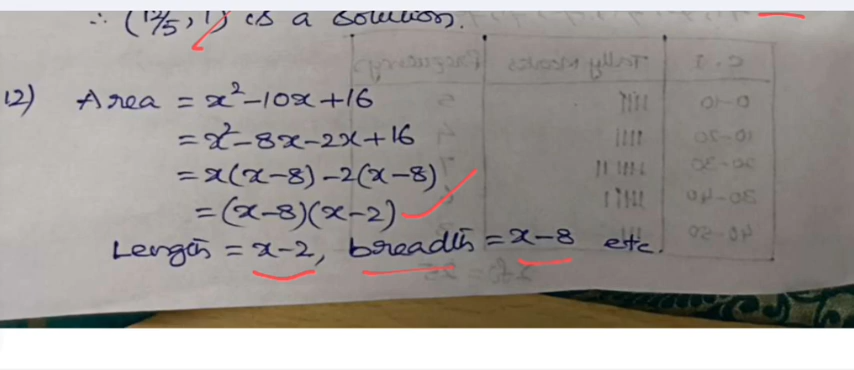 ∴ (12/5, 1) is a solution.
12) Area = x²-10x+16
= x²-8x-2x+16
= x(x-8)-2(x-8)
= (x-8)(x-2)
Length = x-2, breadth = x-8 etc.